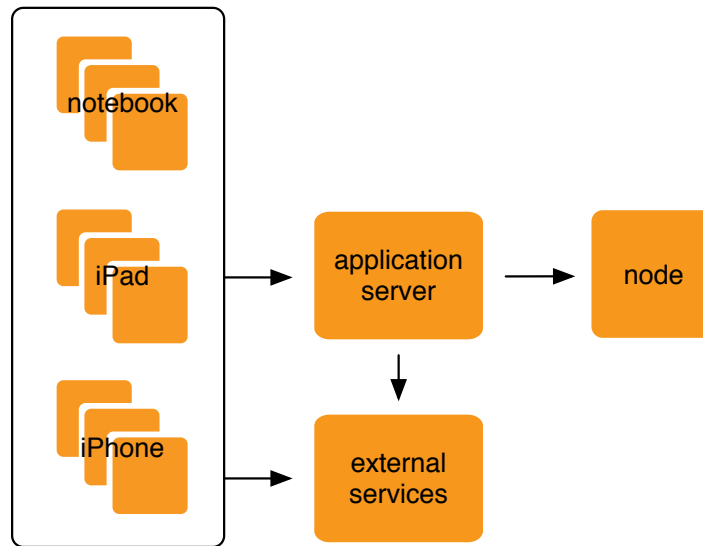 notebook
iPad
iPhone
application
server
node
external
services